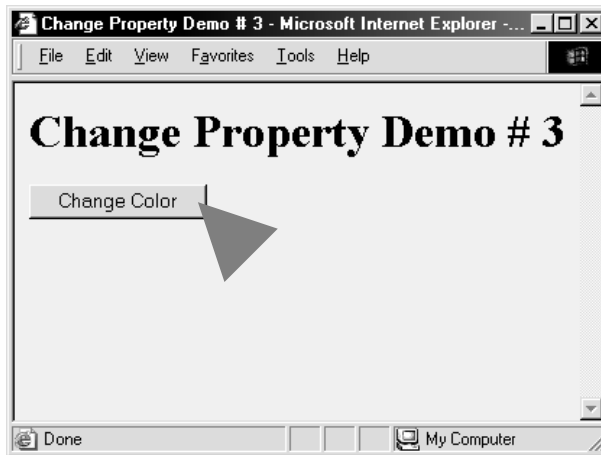 Change Property Demo # 3 - Microsoft Internet Explorer -...
File Edit View Favorites Tools Help
Change Property Demo # 3
Change Color
Done My Computer